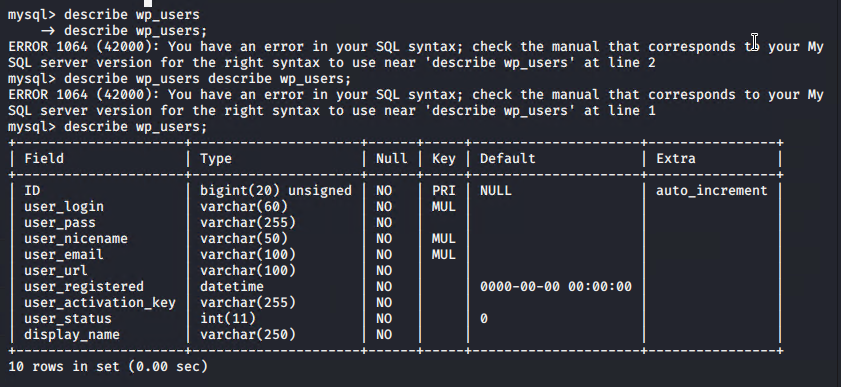 mysql> describe wp_users
    → describe wp_users;
ERROR 1064 (42000): You have an error in your SQL syntax; check the manual that corresponds to your My
SQL server version for the right syntax to use near 'describe wp_users' at line 2
mysql> describe wp_users describe wp_users;
ERROR 1064 (42000): You have an error in your SQL syntax; check the manual that corresponds to your My
SQL server version for the right syntax to use near 'describe wp_users' at line 1
mysql> describe wp_users;
+---------------------+---------------------+------+-----+---------------------+----------------+
| Field               | Type                | Null | Key | Default             | Extra          |
+---------------------+---------------------+------+-----+---------------------+----------------+
| ID                  | bigint(20) unsigned | NO   | PRI | NULL                | auto_increment |
| user_login          | varchar(60)         | NO   | MUL |                     |                |
| user_pass           | varchar(255)        | NO   |     |                     |                |
| user_nicename       | varchar(50)         | NO   | MUL |                     |                |
| user_email          | varchar(100)        | NO   | MUL |                     |                |
| user_url            | varchar(100)        | NO   |     |                     |                |
| user_registered     | datetime            | NO   |     | 0000-00-00 00:00:00 |                |
| user_activation_key | varchar(255)        | NO   |     |                     |                |
| user_status         | int(11)             | NO   |     | 0                   |                |
| display_name        | varchar(250)        | NO   |     |                     |                |
+---------------------+---------------------+------+-----+---------------------+----------------+
10 rows in set (0.00 sec)